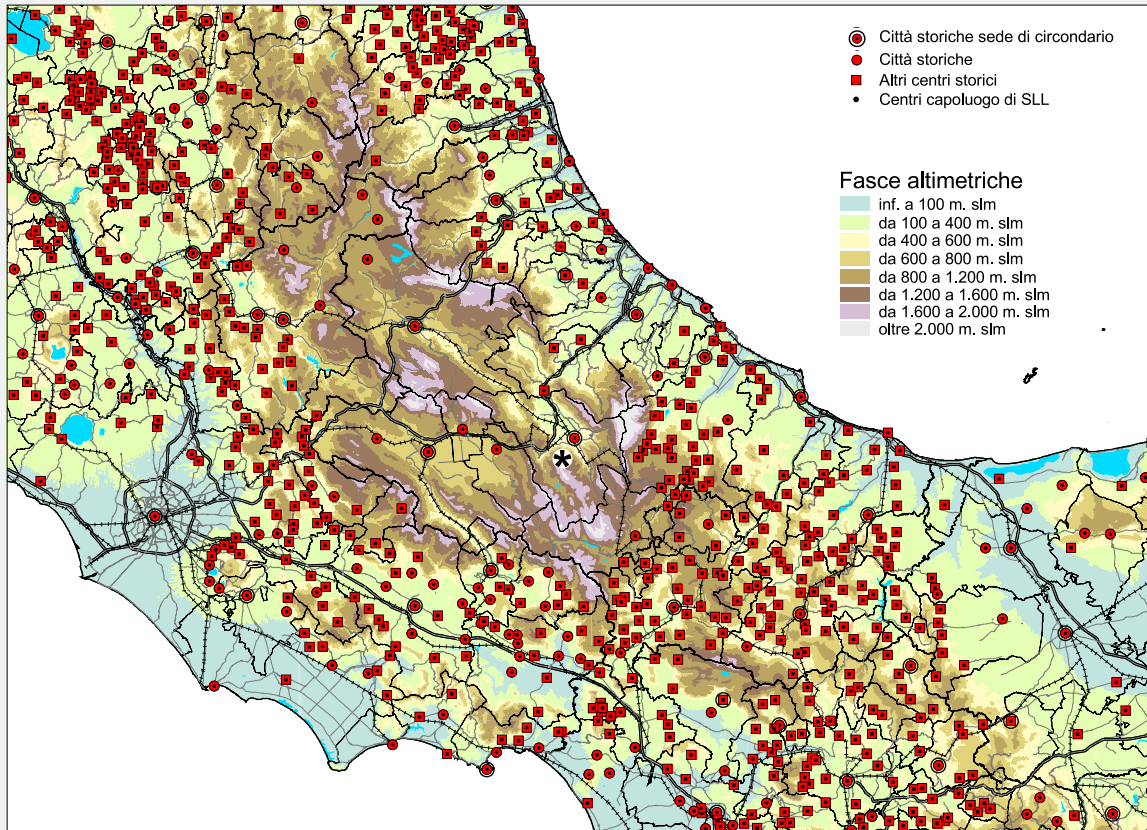 Città storiche sede di circondario
Città storiche
Altri centri storici
Centri capoluogo di SLL
Fasce altimetriche
inf. a 100 m. slm
da 100 a 400 m. slm
da 400 a 600 m. slm
da 600 a 800 m. slm
da 800 a 1.200 m. slm
da 1.200 a 1.600 m. slm
da 1.600 a 2.000 m. slm
oltre 2.000 m. slm
*